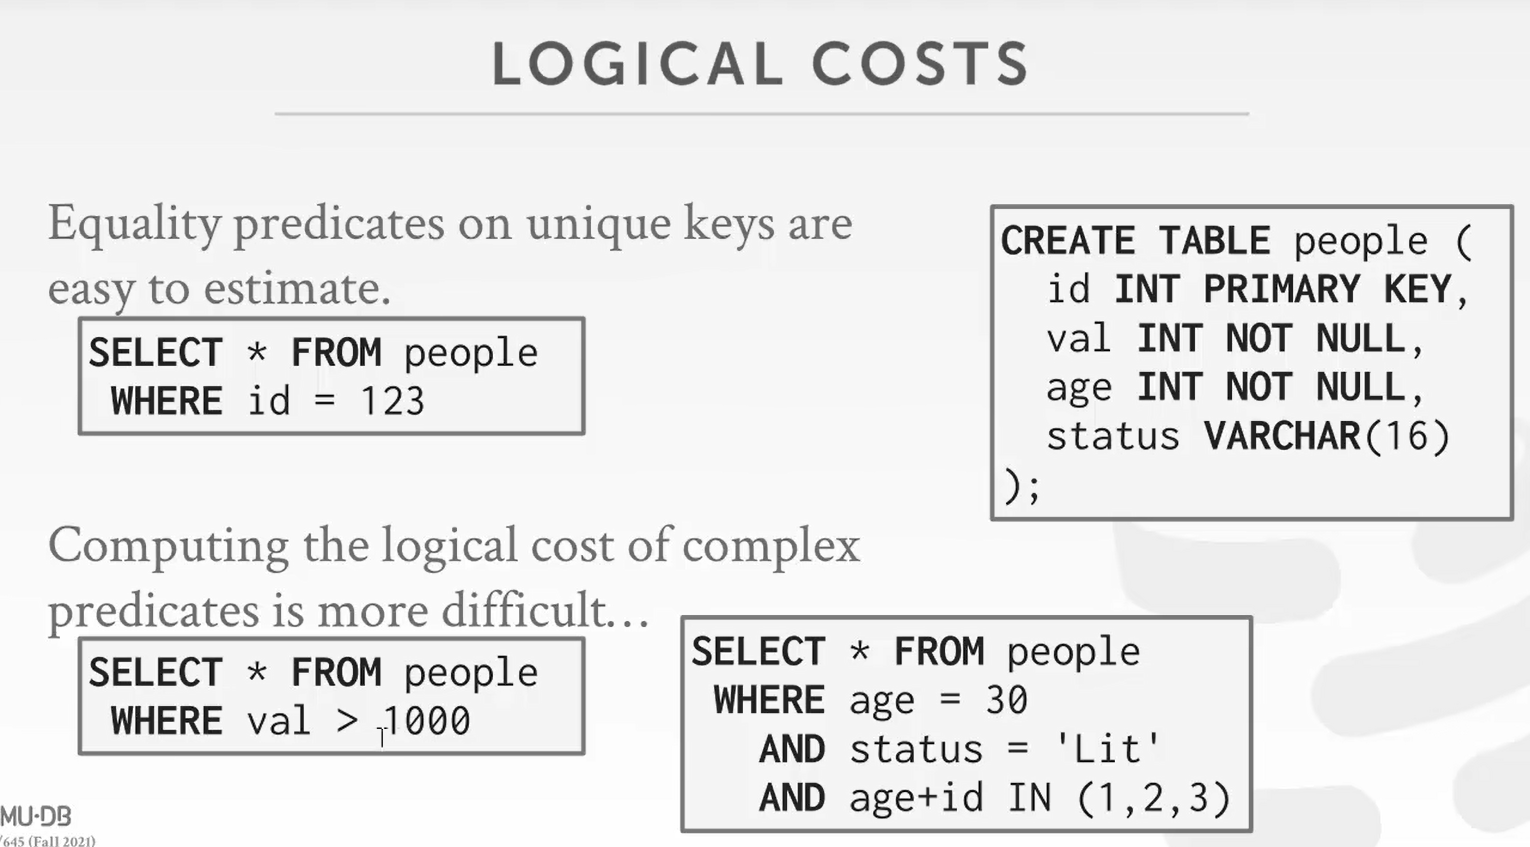 LOGICAL COSTS
Equality predicates on unique keys are
easy to estimate.
SELECT * FROM people
WHERE id = 123
CREATE TABLE people (
id INT PRIMARY KEY,
val INT NOT NULL,
age INT NOT NULL,
status VARCHAR(16)
);
Computing the logical cost of complex
predicates is more difficult…
SELECT * FROM people
WHERE val > 1000
SELECT * FROM people
WHERE age = 30
AND status = 'Lit'
AND age+id IN (1,2,3)
MU·DB
/645 (Fall 2021)